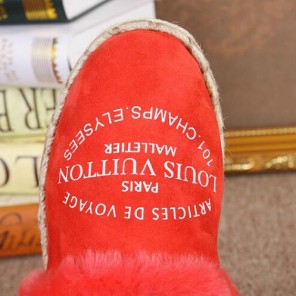 ARTICLES DE VOYAGE
PARIS
LOUIS VUITTON
MALLETIER
101.CHAMPS.ELYSEES